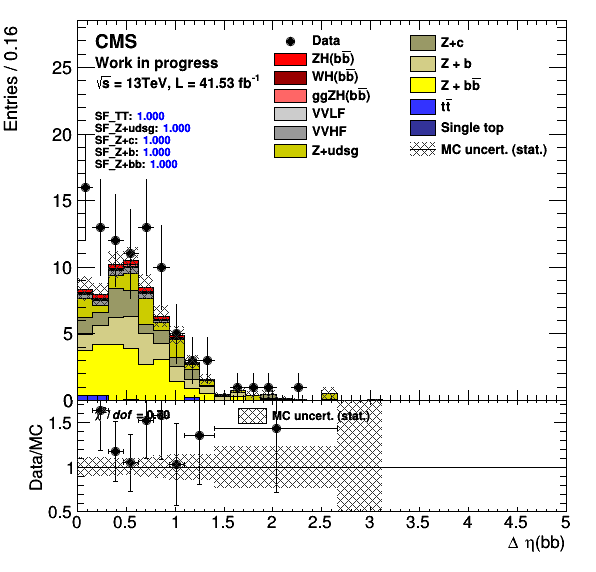 Entries / 0.16
CMS
Work in progress
√s = 13TeV, L = 41.53 fb⁻¹
SF_TT: 1.000
SF_Z+udsg: 1.000
SF_Z+c: 1.000
SF_Z+b: 1.000
SF_Z+bb: 1.000
Data
ZH(bb̅)
WH(bb̅)
ggZH(bb̅)
VVLF
VVHF
Z+udsg
Z+c
Z + b
Z + bb̅
tt̅
Single top
MC uncert. (stat.)
25
20
15
10
5
0
Data/MC
1.5
1
0.5
dof =
MC uncert. (stat.)
0 0.5 1 1.5 2 2.5 3 3.5 4 4.5 5
Δ η(bb)